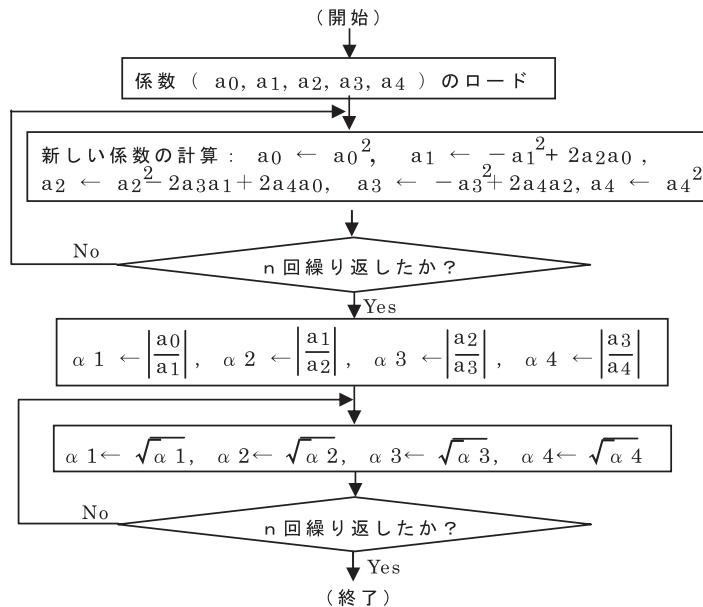 (開始)
係数 ( a0, a1, a2, a3, a4 ) のロード
新しい係数の計算: a0 ← a0², a1 ← −a1²+ 2a2a0 ,
a2 ← a2²− 2a3a1+ 2a4a0, a3 ← −a3²+ 2a4a2, a4 ← a4²
No
n回繰り返したか?
Yes
α1 ← |a0/a1| , α2 ← |a1/a2| , α3 ← |a2/a3| , α4 ← |a3/a4|
α1← √α1, α2← √α2, α3← √α3, α4← √α4
No
n回繰り返したか?
Yes
(終了)